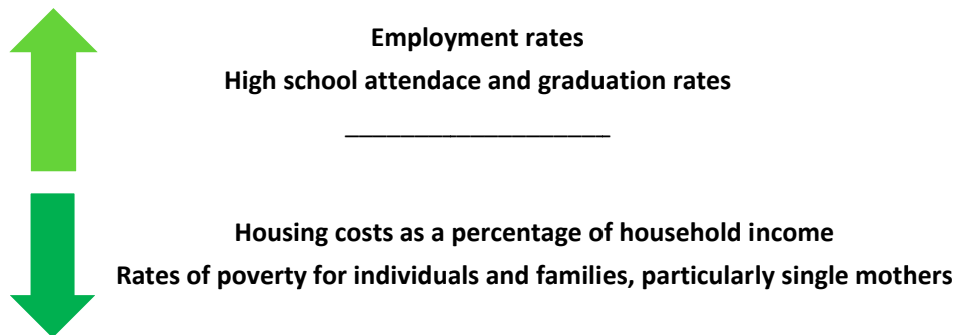 Employment rates
High school attendace and graduation rates
____________________
Housing costs as a percentage of household income
Rates of poverty for individuals and families, particularly single mothers